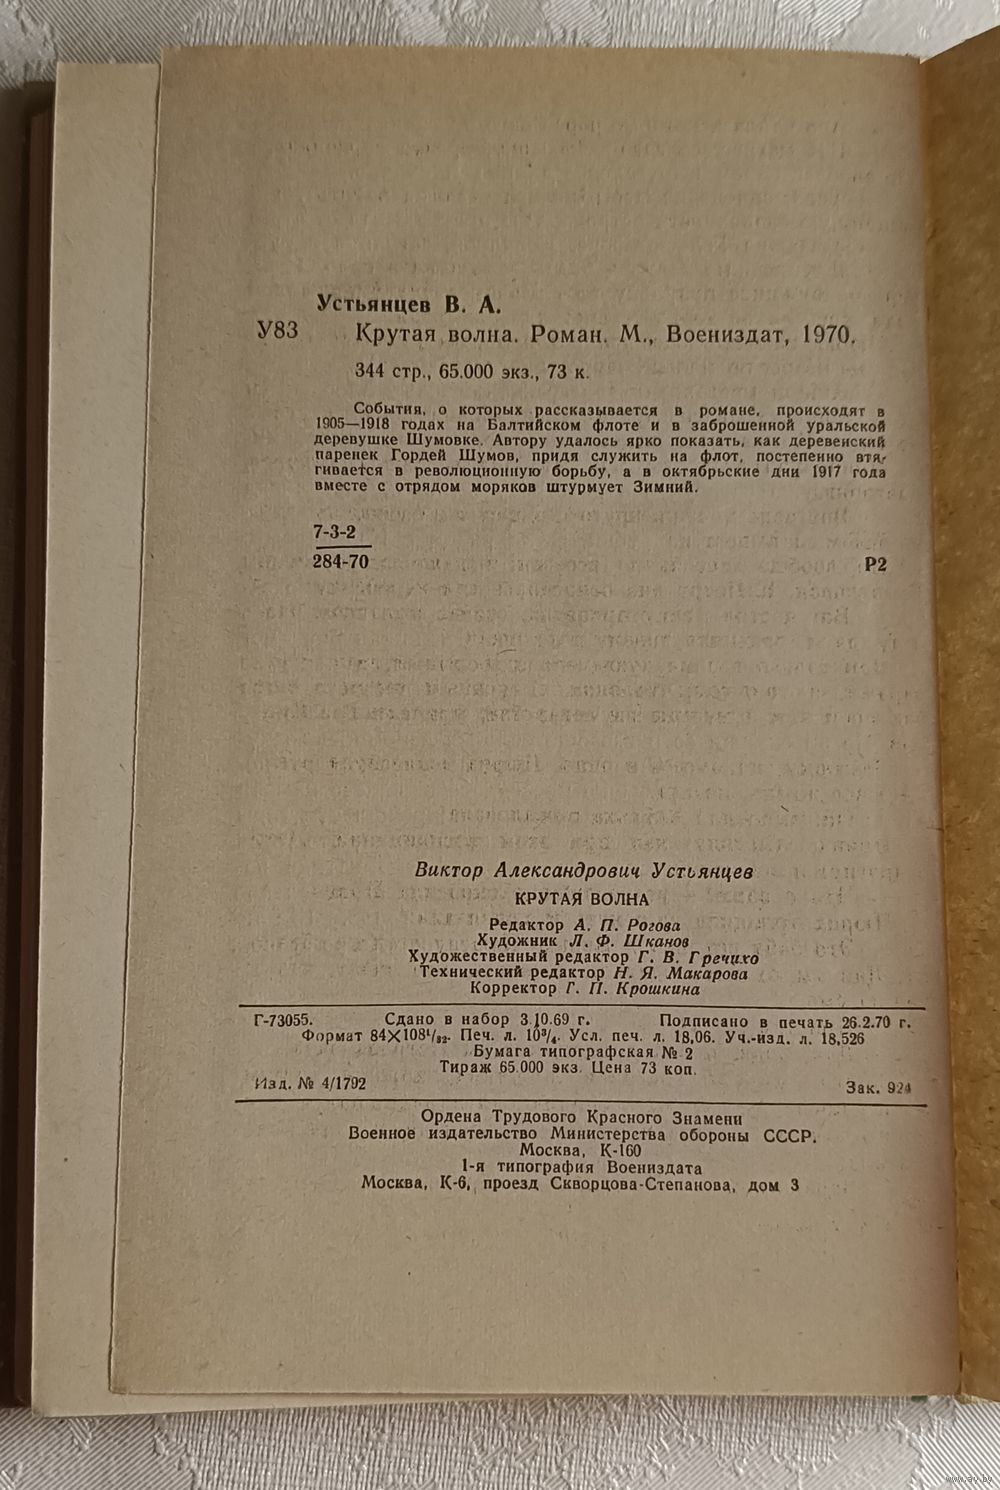 Устьянцев В. А.
У83 Крутая волна. Роман. М., Воениздат, 1970.
344 стр., 65.000 экз., 73 к.
События, о которых рассказывается в романе, происходят в
1905—1918 годах на Балтийском флоте и в заброшенной уральской
деревушке Шумовке. Автору удалось ярко показать, как деревенский
паренек Гордей Шумов, придя служить на флот, постепенно втя-
гивается в революционную борьбу, а в октябрьские дни 1917 года
вместе с отрядом моряков штурмует Зимний.
7-3-2
284-70 Р2
Виктор Александрович Устьянцев
КРУТАЯ ВОЛНА
Редактор А. П. Рогова
Художник Л. Ф. Шканов
Художественный редактор Г. В. Гречихо
Технический редактор Н. Я. Макарова
Корректор Г. П. Крошкина
Г-73055. Сдано в набор 3.10.69 г. Подписано в печать 26.2.70 г.
Формат 84×108¹/₃₂. Печ. л. 10³/₄. Усл. печ. л. 18,06. Уч.-изд. л. 18,526
Бумага типографская № 2
Тираж 65.000 экз. Цена 73 коп.
Изд. № 4/1792 Зак. 924
Ордена Трудового Красного Знамени
Военное издательство Министерства обороны СССР.
Москва, К-160
1-я типография Воениздата
Москва, К-6, проезд Скворцова-Степанова, дом 3
www.av.by